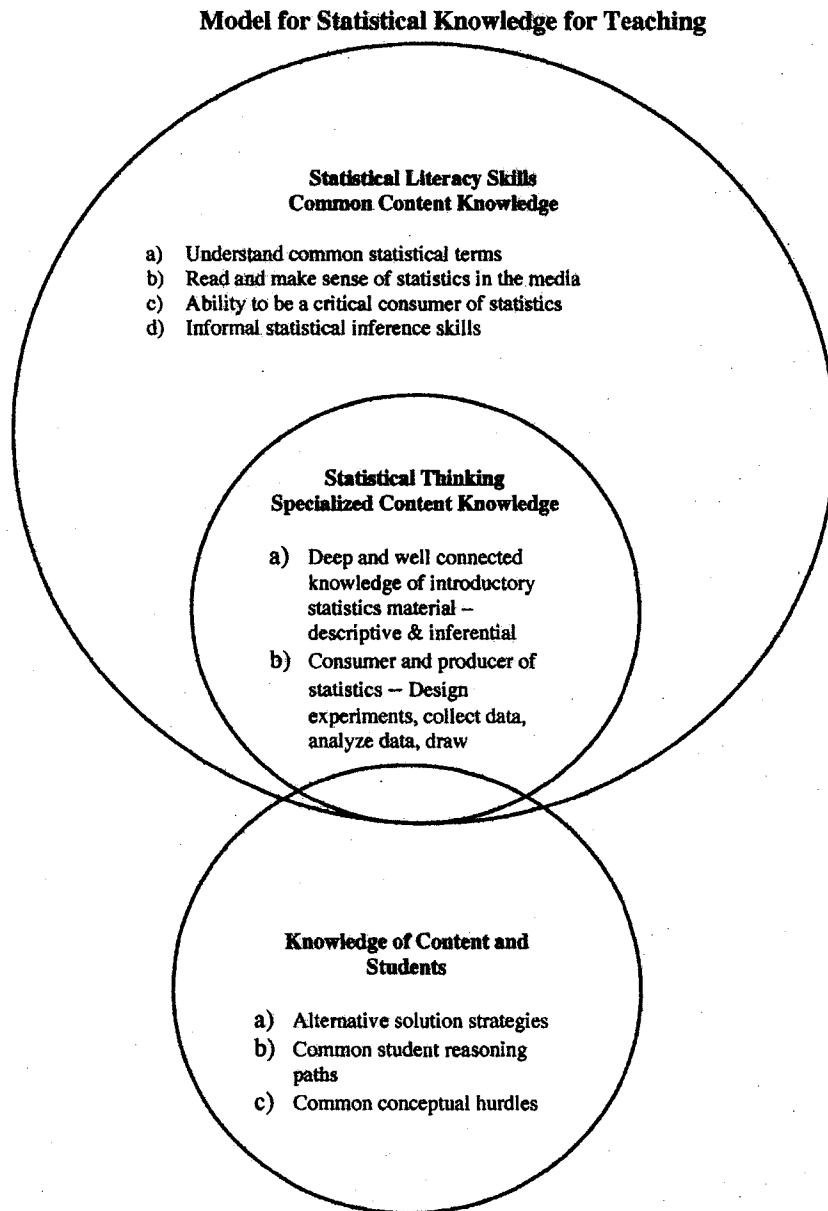 Model for Statistical Knowledge for Teaching
Statistical Literacy Skills
Common Content Knowledge
a) Understand common statistical terms
b) Read and make sense of statistics in the media
c) Ability to be a critical consumer of statistics
d) Informal statistical inference skills
Statistical Thinking
Specialized Content Knowledge
a) Deep and well connected
knowledge of introductory
statistics material –
descriptive & inferential
b) Consumer and producer of
statistics – Design
experiments, collect data,
analyze data, draw
Knowledge of Content and
Students
a) Alternative solution strategies
b) Common student reasoning
paths
c) Common conceptual hurdles